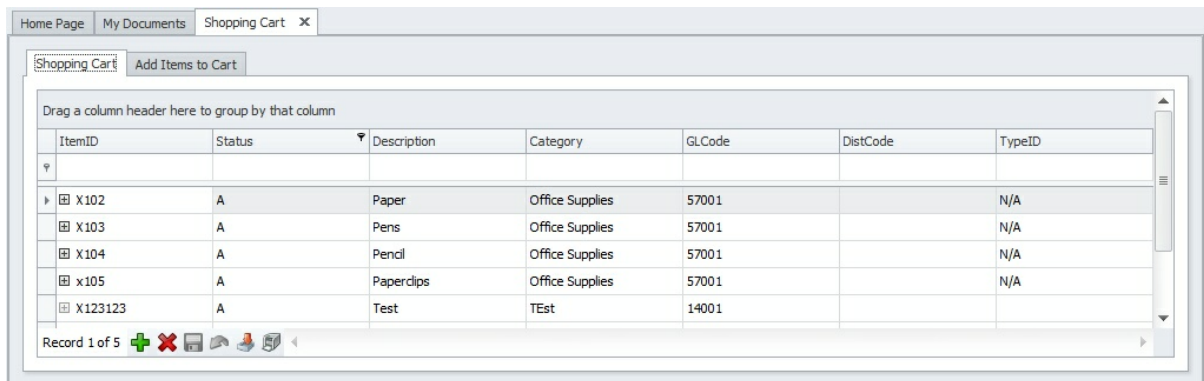 Home Page My Documents Shopping Cart
Shopping Cart Add Items to Cart
Drag a column header here to group by that column
ItemID Status Description Category GLCode DistCode TypeID
X102 A Paper Office Supplies 57001 N/A
X103 A Pens Office Supplies 57001 N/A
X104 A Pencil Office Supplies 57001 N/A
x105 A Paperclips Office Supplies 57001 N/A
X123123 A Test TEst 14001
Record 1 of 5